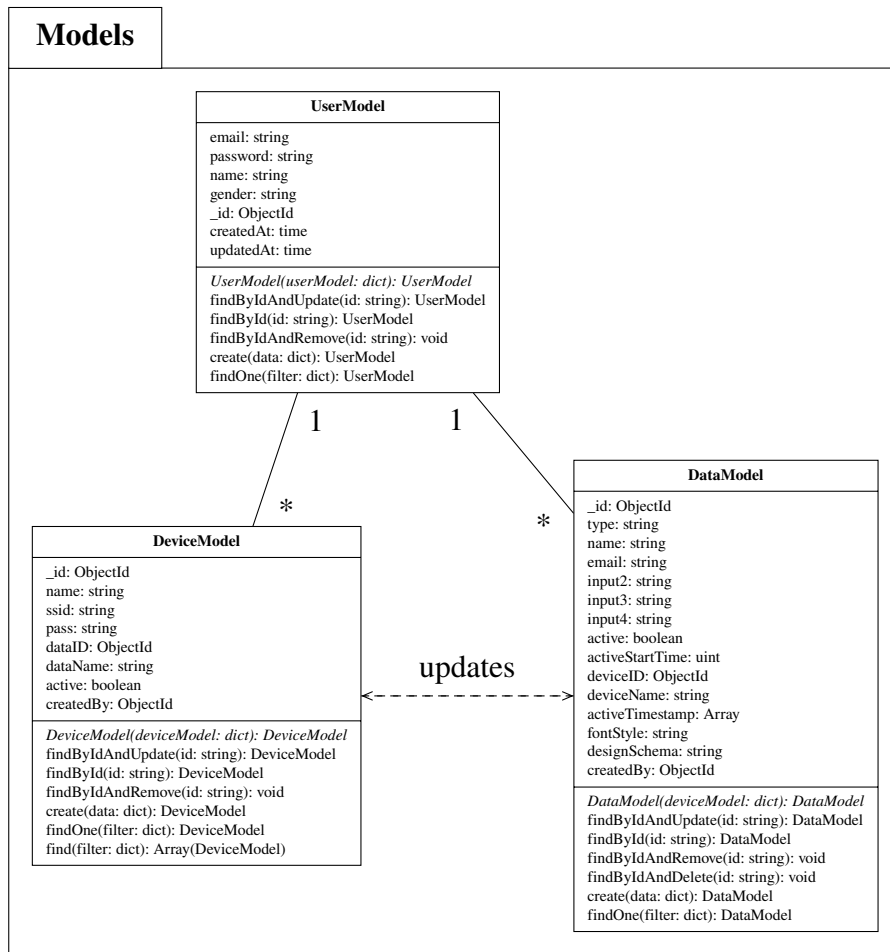 Models
UserModel
email: string
password: string
name: string
gender: string
_id: ObjectId
createdAt: time
updatedAt: time
UserModel(userModel: dict): UserModel
findByIdAndUpdate(id: string): UserModel
findById(id: string): UserModel
findByIdAndRemove(id: string): void
create(data: dict): UserModel
findOne(filter: dict): UserModel
1
1
*
*
DeviceModel
_id: ObjectId
name: string
ssid: string
pass: string
dataID: ObjectId
dataName: string
active: boolean
createdBy: ObjectId
DeviceModel(deviceModel: dict): DeviceModel
findByIdAndUpdate(id: string): DeviceModel
findById(id: string): DeviceModel
findByIdAndRemove(id: string): void
create(data: dict): DeviceModel
findOne(filter: dict): DeviceModel
find(filter: dict): Array(DeviceModel)
updates
DataModel
_id: ObjectId
type: string
name: string
email: string
input2: string
input3: string
input4: string
active: boolean
activeStartTime: uint
deviceID: ObjectId
deviceName: string
activeTimestamp: Array
fontStyle: string
designSchema: string
createdBy: ObjectId
DataModel(deviceModel: dict): DataModel
findByIdAndUpdate(id: string): DataModel
findById(id: string): DataModel
findByIdAndRemove(id: string): void
findByIdAndDelete(id: string): void
create(data: dict): DataModel
findOne(filter: dict): DataModel